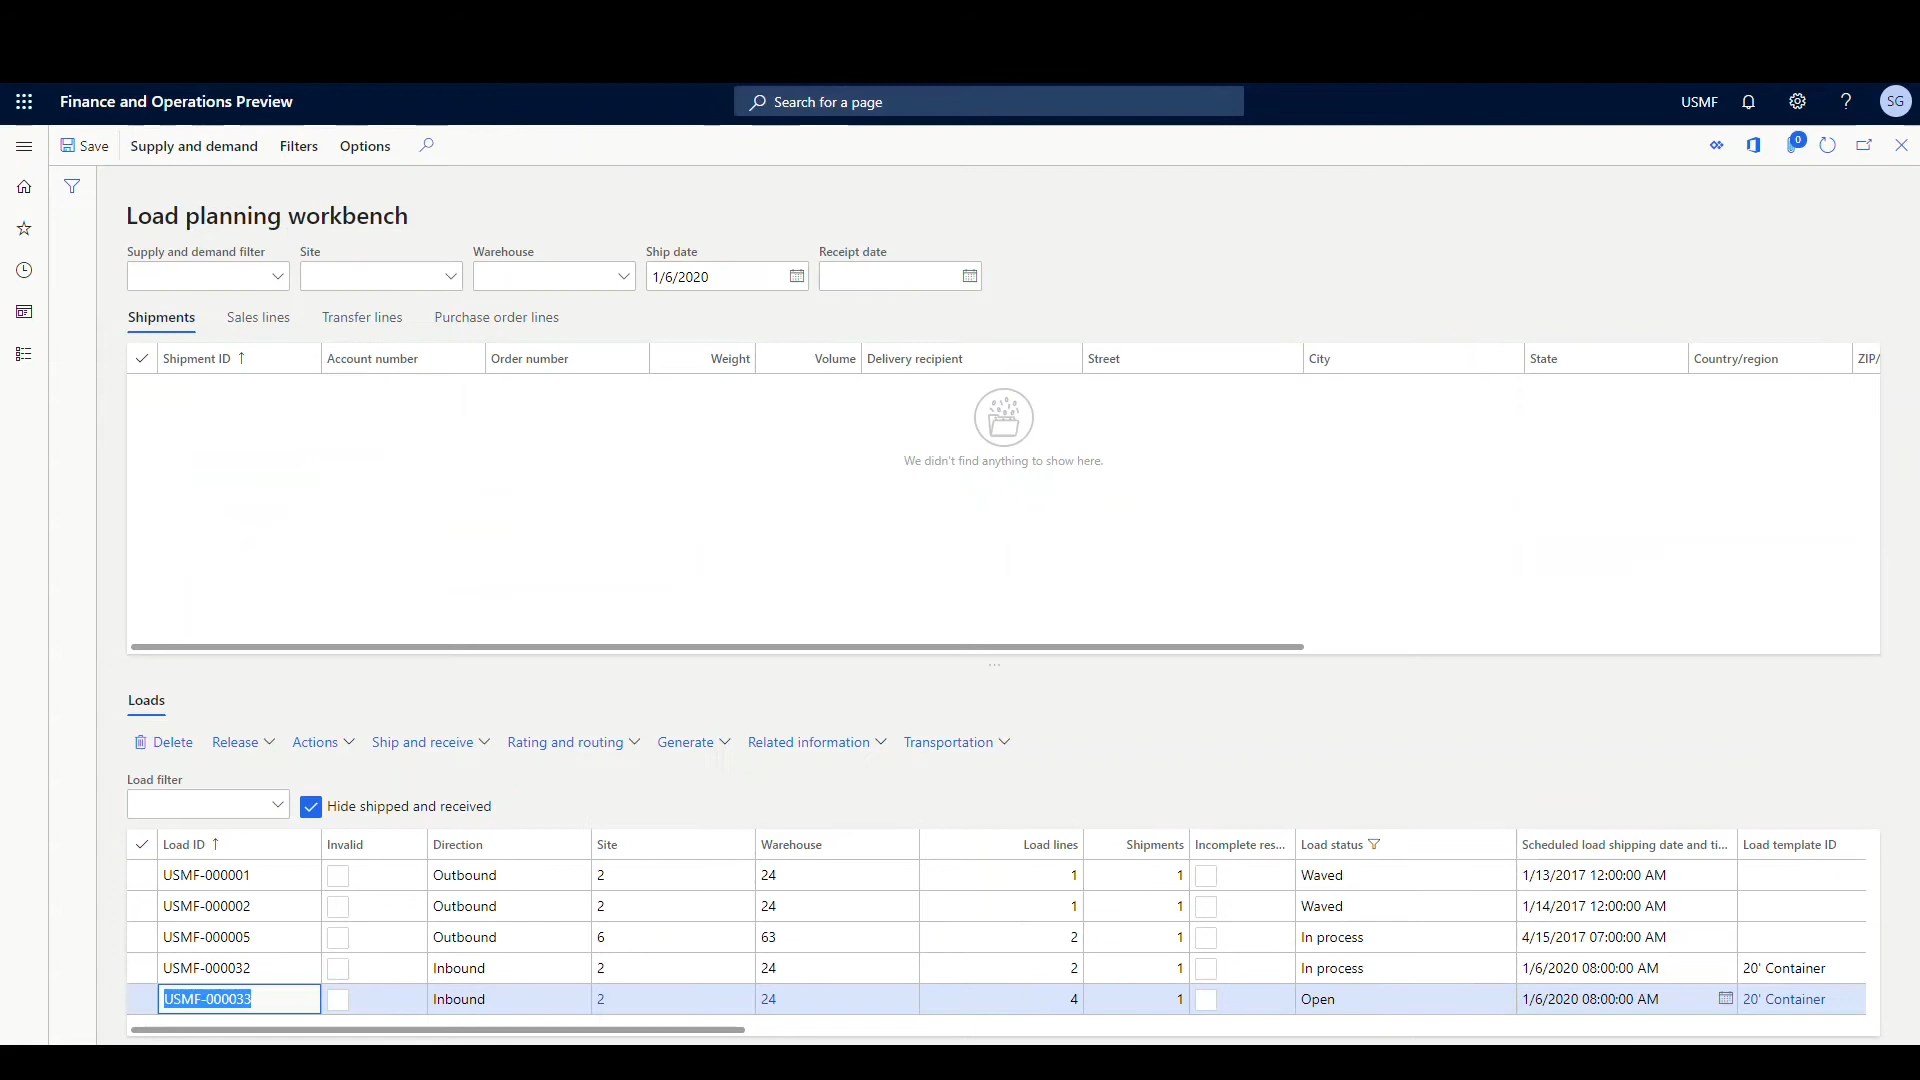 Finance and Operations Preview
Search for a page
USMF
SG
Save
Supply and demand
Filters
Options
0
Load planning workbench
Supply and demand filter Site Warehouse Ship date Receipt date
1/6/2020
Shipments Sales lines Transfer lines Purchase order lines
Shipment ID Account number Order number Weight Volume Delivery recipient Street City State Country/region ZIP/
We didn't find anything to show here.
Loads
Delete Release Actions Ship and receive Rating and routing Generate Related information Transportation
Load filter
Hide shipped and received
Load ID Invalid Direction Site Warehouse Load lines Shipments Incomplete res... Load status Scheduled load shipping date and ti... Load template ID
USMF-000001 Outbound 2 24 1 1 Waved 1/13/2017 12:00:00 AM
USMF-000002 Outbound 2 24 1 1 Waved 1/14/2017 12:00:00 AM
USMF-000005 Outbound 6 63 2 1 In process 4/15/2017 07:00:00 AM
USMF-000032 Inbound 2 24 2 1 In process 1/6/2020 08:00:00 AM 20' Container
USMF-000033 Inbound 2 24 4 1 Open 1/6/2020 08:00:00 AM 20' Container